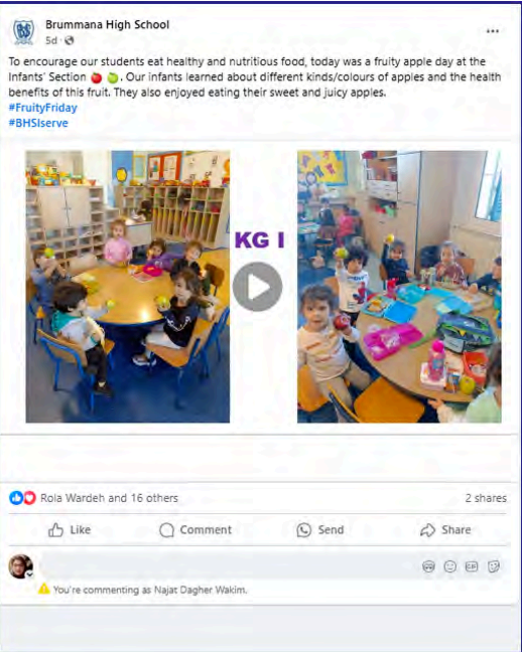 Brummana High School
5d ·
To encourage our students eat healthy and nutritious food, today was a fruity apple day at the
Infants' Section 🍎 🍏. Our infants learned about different kinds/colours of apples and the health
benefits of this fruit. They also enjoyed eating their sweet and juicy apples.
#FruityFriday
#BHSIserve
KG I
Rola Wardeh and 16 others
2 shares
Like
Comment
Send
Share
You're commenting as Najat Dagher Wakim.